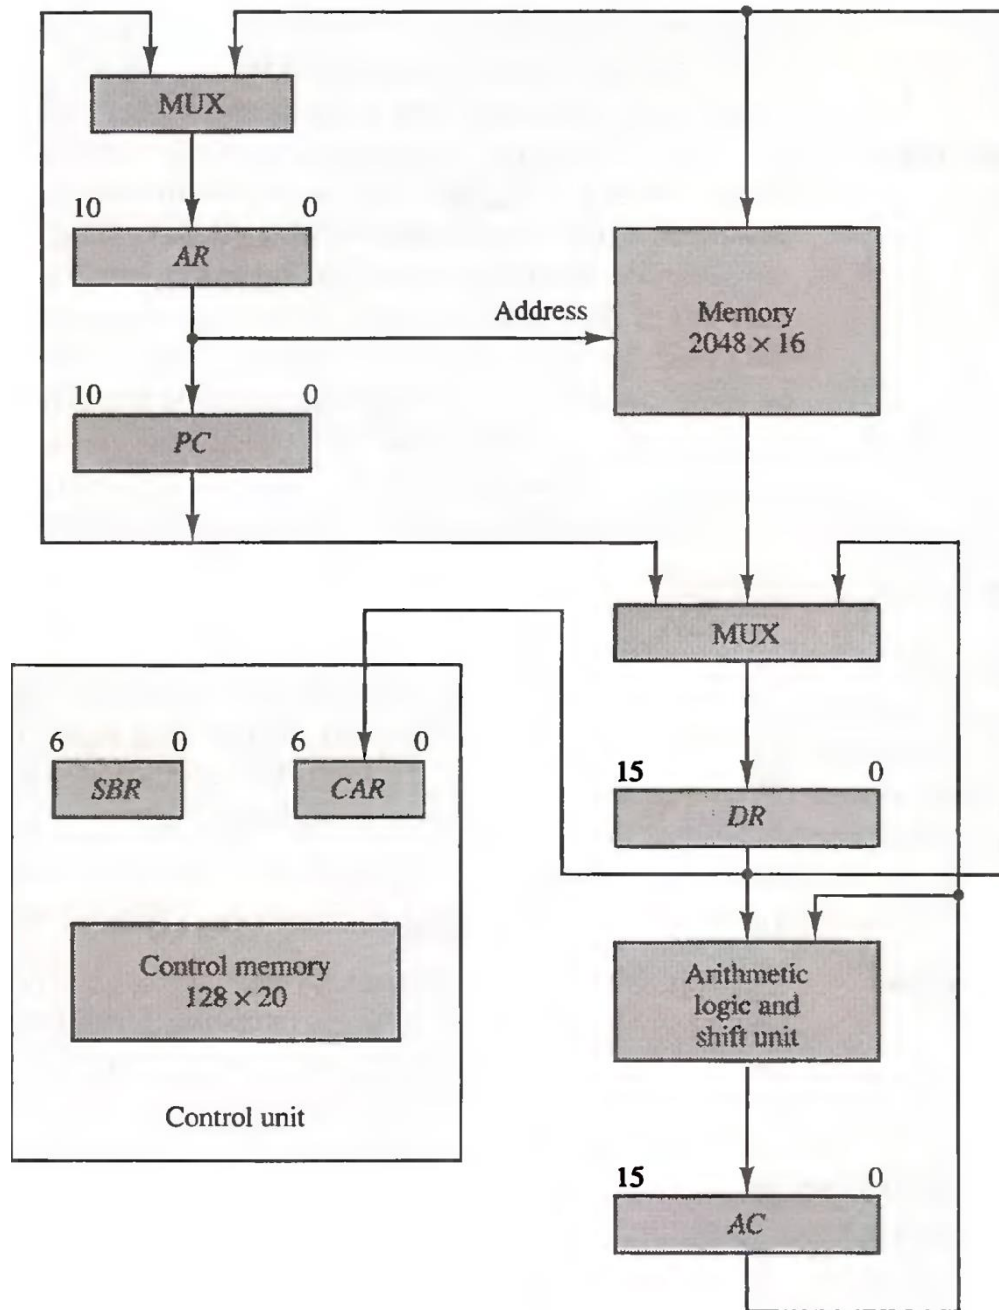 MUX
10 0
AR
Address
Memory
2048 × 16
10 0
PC
MUX
6 0
SBR
6 0
CAR
15 0
DR
Control memory
128 × 20
Control unit
Arithmetic
logic and
shift unit
15 0
AC